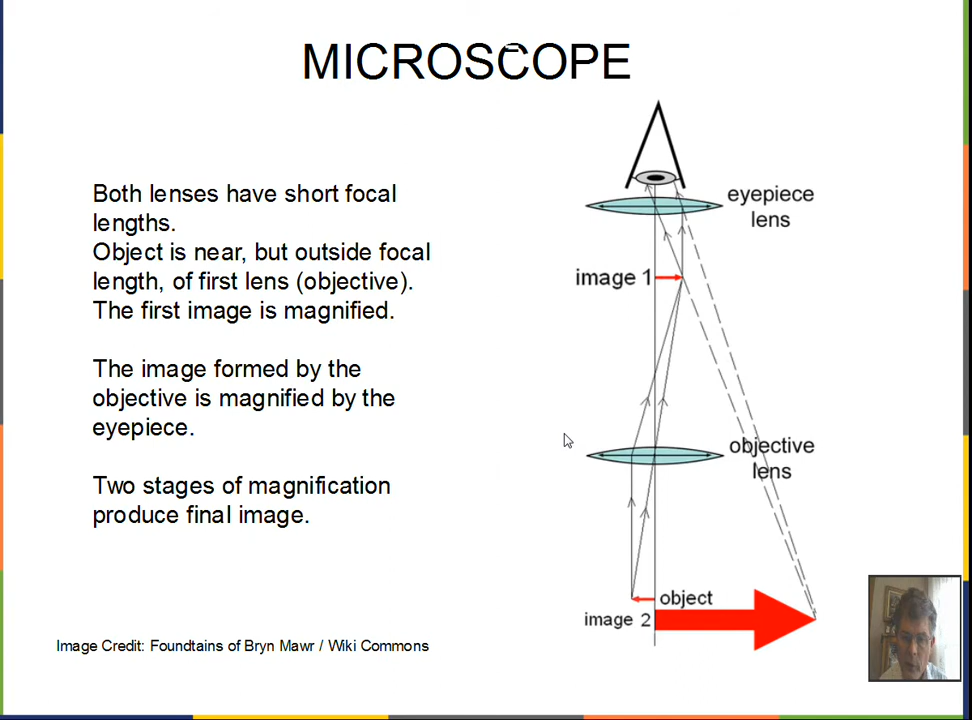 MICROSCOPE
Both lenses have short focal
lengths.
Object is near, but outside focal
length, of first lens (objective).
The first image is magnified.
The image formed by the
objective is magnified by the
eyepiece.
Two stages of magnification
produce final image.
eyepiece
lens
image 1
objective
lens
object
image 2
Image Credit: Foundtains of Bryn Mawr / Wiki Commons